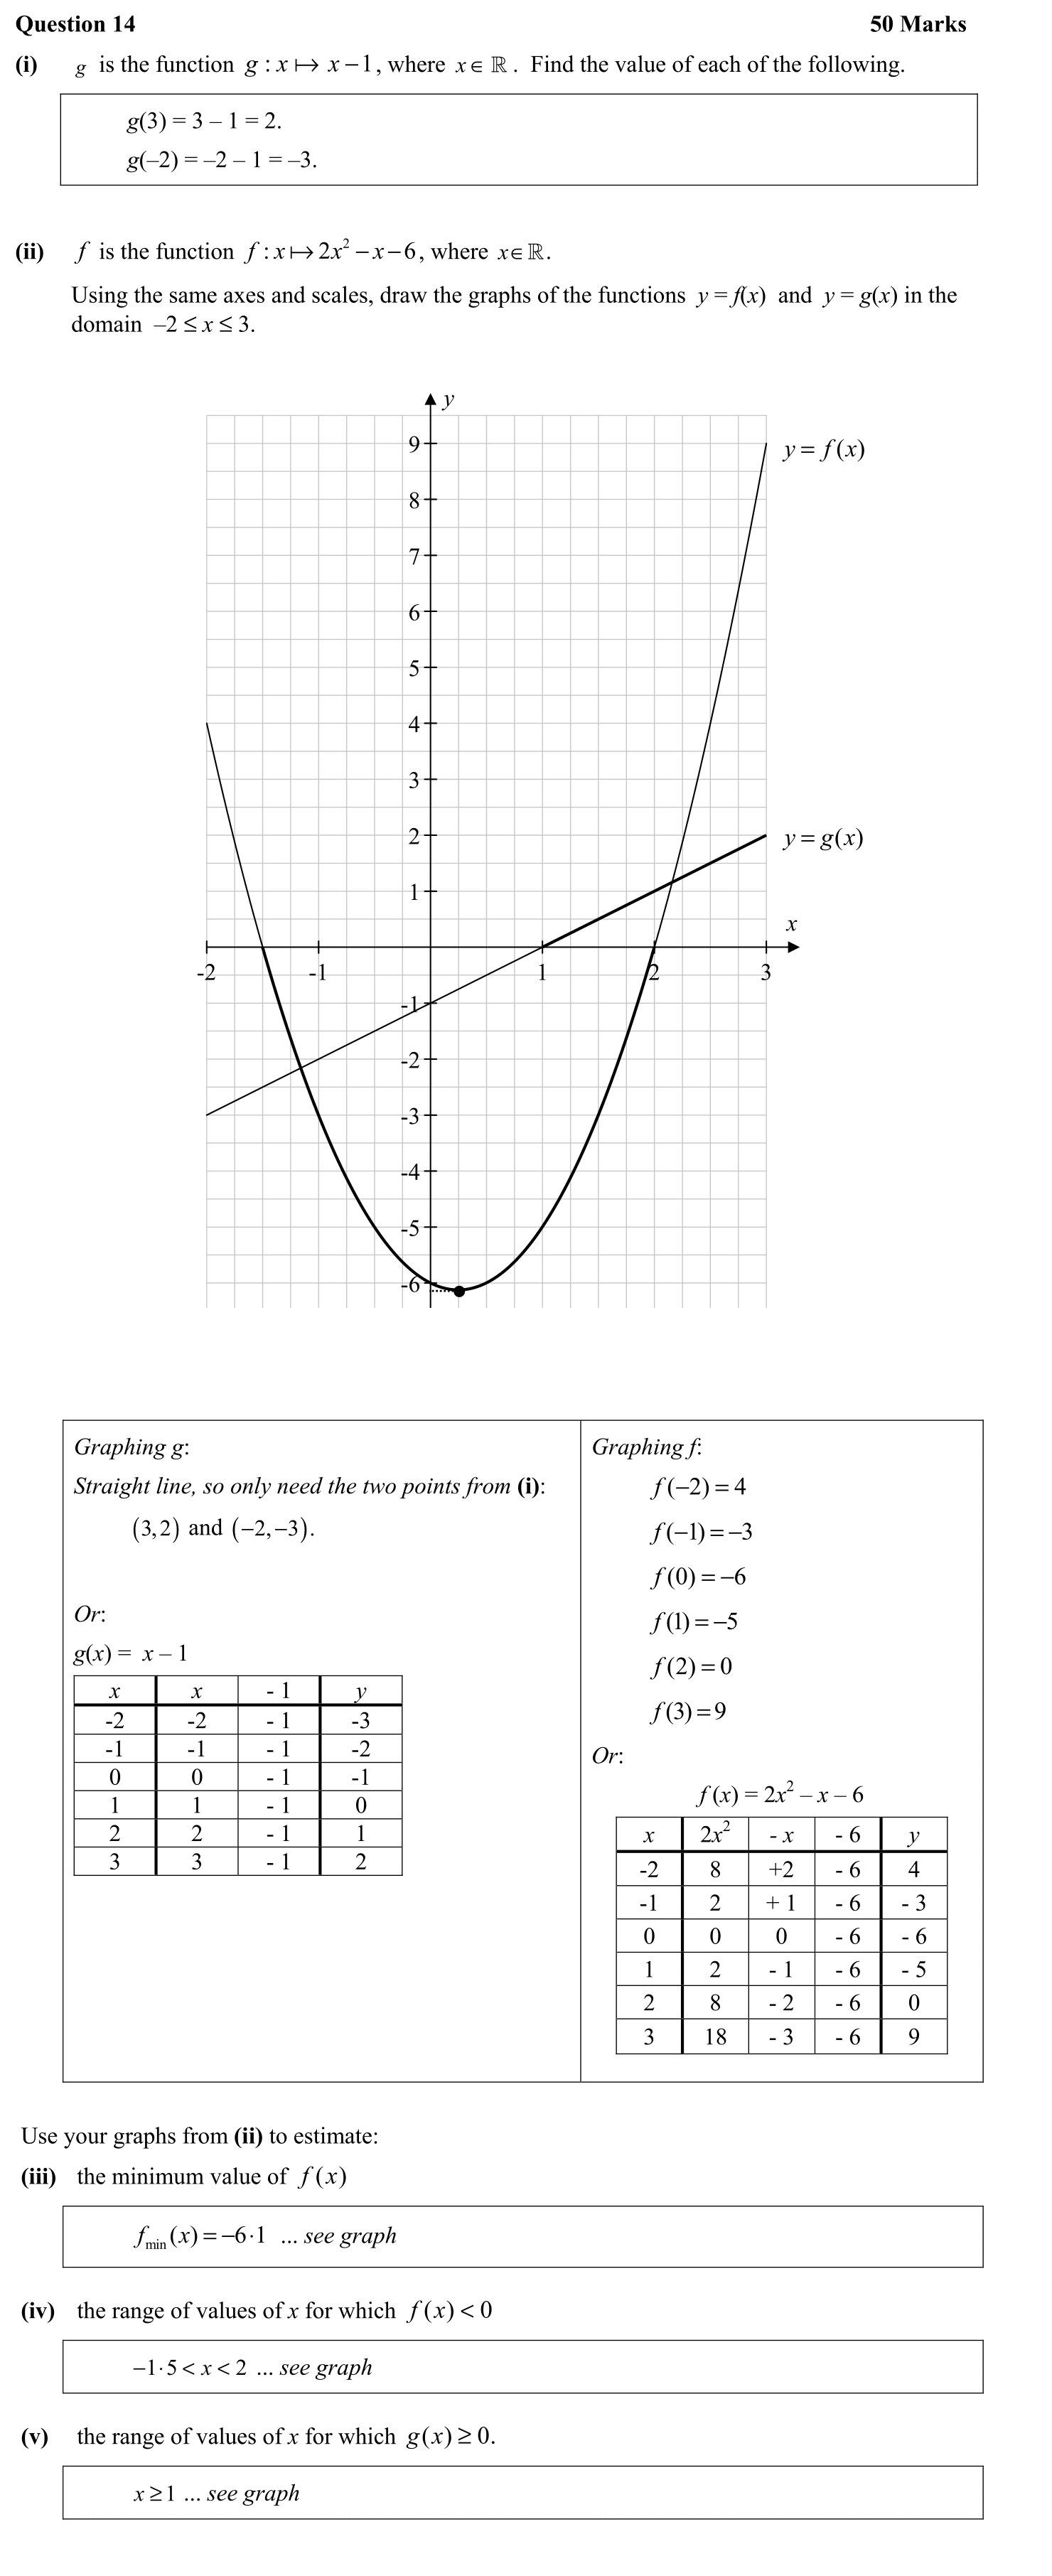 Question 14 50 Marks
(i) g is the function g : x ↦ x − 1, where x ∈ ℝ. Find the value of each of the following.
g(3) = 3 – 1 = 2.
g(–2) = –2 – 1 = –3.
(ii) f is the function f : x ↦ 2x² − x − 6, where x ∈ ℝ.
Using the same axes and scales, draw the graphs of the functions y = f(x) and y = g(x) in the
domain –2 ≤ x ≤ 3.
y
9
y = f(x)
8
7
6
5
4
3
2
y = g(x)
1
x
-2 -1 1 2 3
-1
-2
-3
-4
-5
-6
Graphing g:
Straight line, so only need the two points from (i):
(3,2) and (−2,−3).
Or:
g(x) = x – 1
x x - 1 y
-2 -2 - 1 -3
-1 -1 - 1 -2
0 0 - 1 -1
1 1 - 1 0
2 2 - 1 1
3 3 - 1 2
Graphing f:
f(−2) = 4
f(−1) = −3
f(0) = −6
f(1) = −5
f(2) = 0
f(3) = 9
Or:
f(x) = 2x² – x – 6
x 2x² - x - 6 y
-2 8 +2 - 6 4
-1 2 + 1 - 6 - 3
0 0 0 - 6 - 6
1 2 - 1 - 6 - 5
2 8 - 2 - 6 0
3 18 - 3 - 6 9
Use your graphs from (ii) to estimate:
(iii) the minimum value of f(x)
f min (x) = −6·1 ... see graph
(iv) the range of values of x for which f(x) < 0
−1·5 < x < 2 ... see graph
(v) the range of values of x for which g(x) ≥ 0.
x ≥ 1 ... see graph